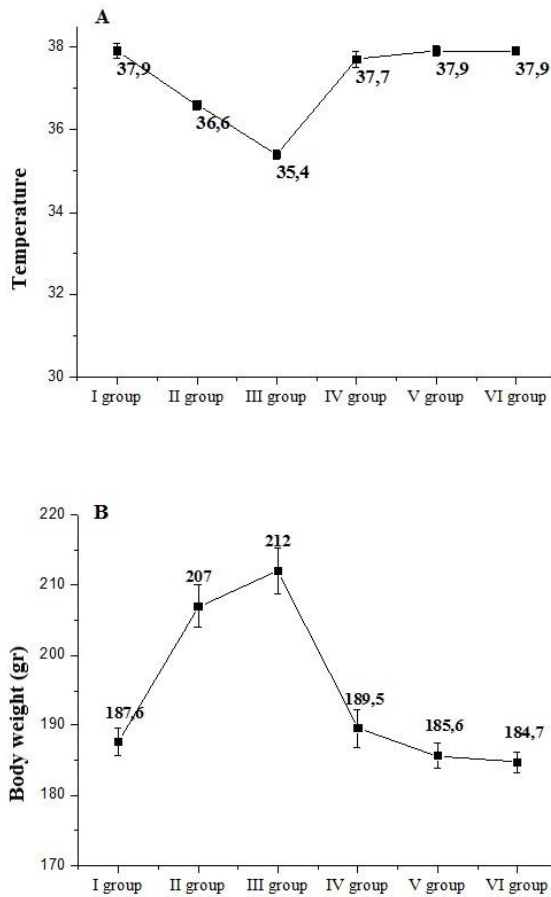 A
Temperature
38
36
34
32
30
37,9
36,6
35,4
37,7
37,9
37,9
I group
II group
III group
IV group
V group
VI group
B
Body weight (gr)
220
210
200
190
180
170
187,6
207
212
189,5
185,6
184,7
I group
II group
III group
IV group
V group
VI group